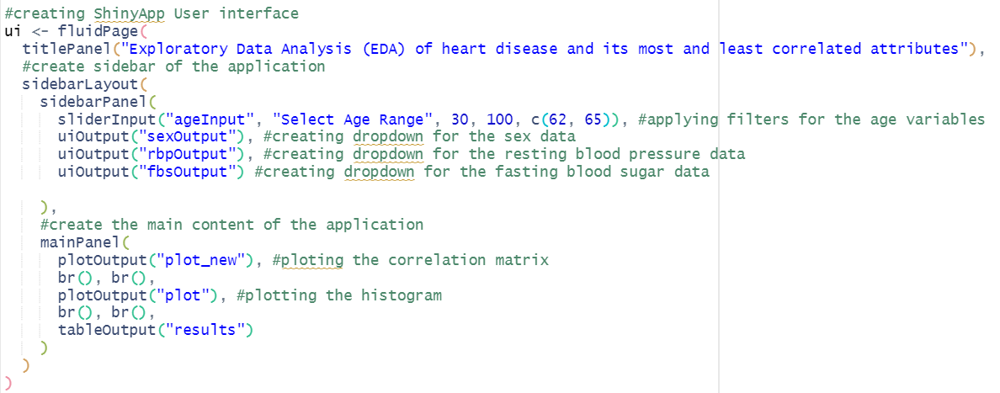 #creating ShinyApp User interface
ui <- fluidPage(
  titlePanel("Exploratory Data Analysis (EDA) of heart disease and its most and least correlated attributes"),
  #create sidebar of the application
  sidebarLayout(
    sidebarPanel(
      sliderInput("ageInput", "Select Age Range", 30, 100, c(62, 65)), #applying filters for the age variables
      uiOutput("sexOutput"), #creating dropdown for the sex data
      uiOutput("rbpOutput"), #creating dropdown for the resting blood pressure data
      uiOutput("fbsOutput") #creating dropdown for the fasting blood sugar data
    ),
    #create the main content of the application
    mainPanel(
      plotOutput("plot_new"), #ploting the correlation matrix
      br(), br(),
      plotOutput("plot"), #plotting the histogram
      br(), br(),
      tableOutput("results")
    )
  )
)